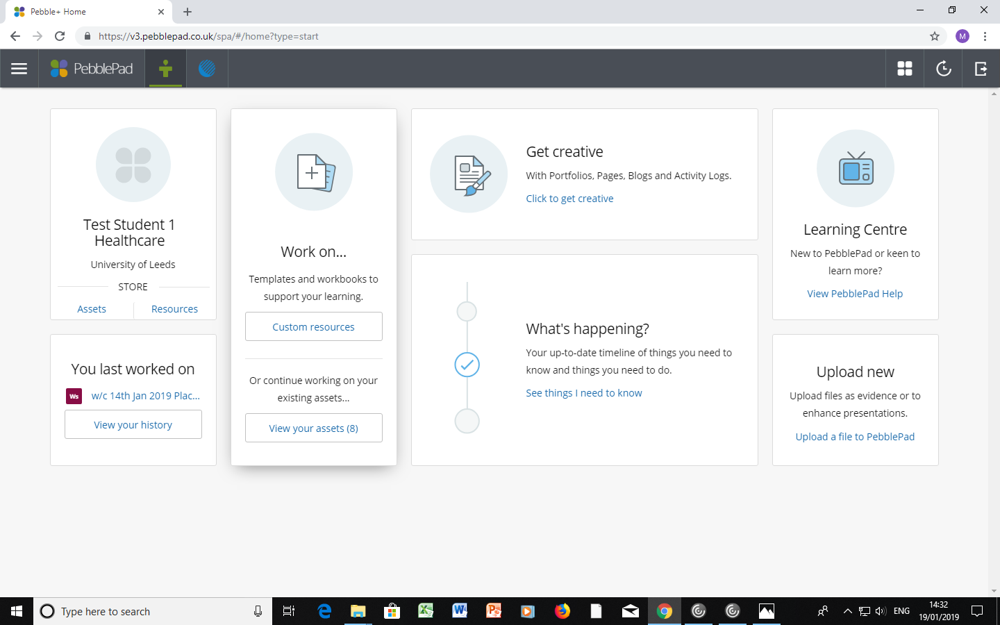 Pebble+ Home
https://v3.pebblepad.co.uk/spa/#/home?type=start
M
PebblePad
Test Student 1
Healthcare
University of Leeds
STORE
Assets
Resources
You last worked on
Ws w/c 14th Jan 2019 Plac...
View your history
Work on...
Templates and workbooks to
support your learning.
Custom resources
Or continue working on your
existing assets...
View your assets (8)
Get creative
With Portfolios, Pages, Blogs and Activity Logs.
Click to get creative
What's happening?
Your up-to-date timeline of things you need to
know and things you need to do.
See things I need to know
Learning Centre
New to PebblePad or keen to
learn more?
View PebblePad Help
Upload new
Upload files as evidence or to
enhance presentations.
Upload a file to PebblePad
Type here to search
ENG
14:32
19/01/2019